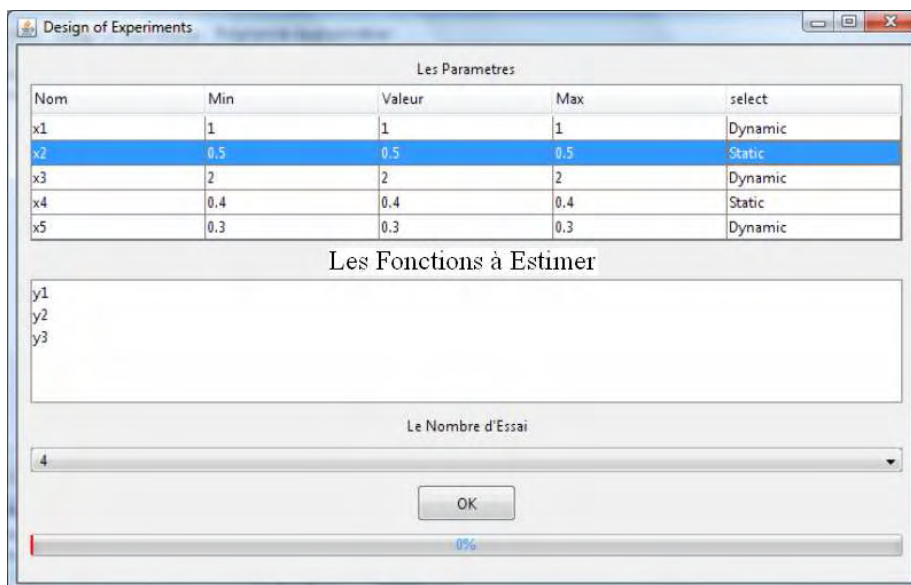 Design of Experiments
Les Parametres
Nom Min Valeur Max select
x1 1 1 1 Dynamic
x2 0.5 0.5 0.5 Static
x3 2 2 2 Dynamic
x4 0.4 0.4 0.4 Static
x5 0.3 0.3 0.3 Dynamic
Les Fonctions à Estimer
y1
y2
y3
Le Nombre d'Essai
4
OK
0%